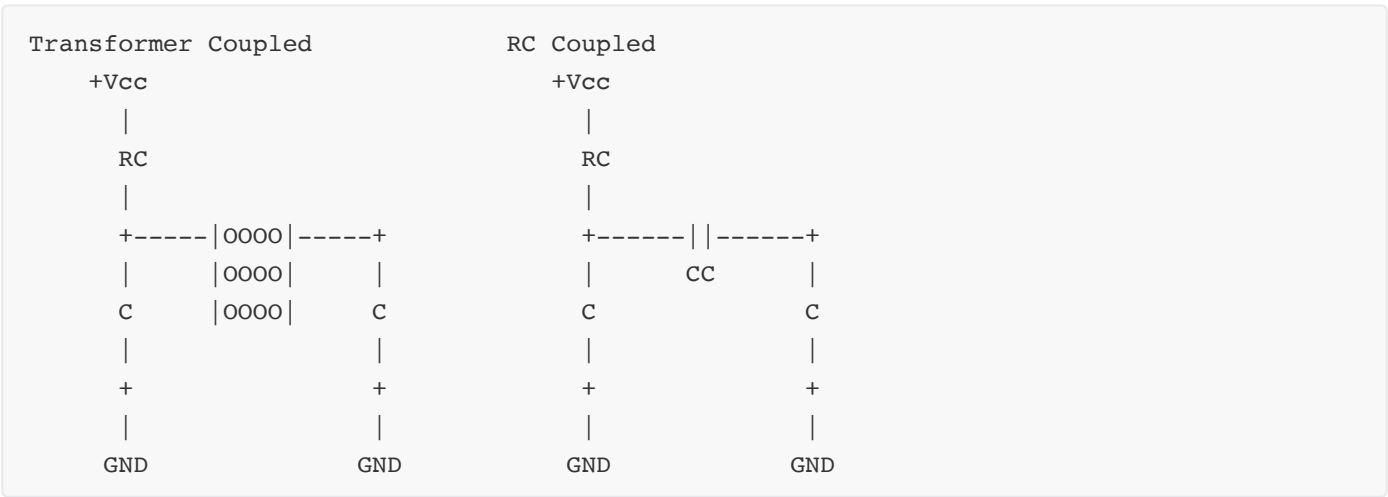 Transformer Coupled             RC Coupled
    +Vcc                           +Vcc
      |                              |
      RC                             RC
      |                              |
      +-----|OOOO|-----+             +------||------+
      |     |OOOO|     |             |      CC      |
      C     |OOOO|     C             C              C
      |                |             |              |
      +                +             +              +
      |                |             |              |
     GND              GND           GND            GND